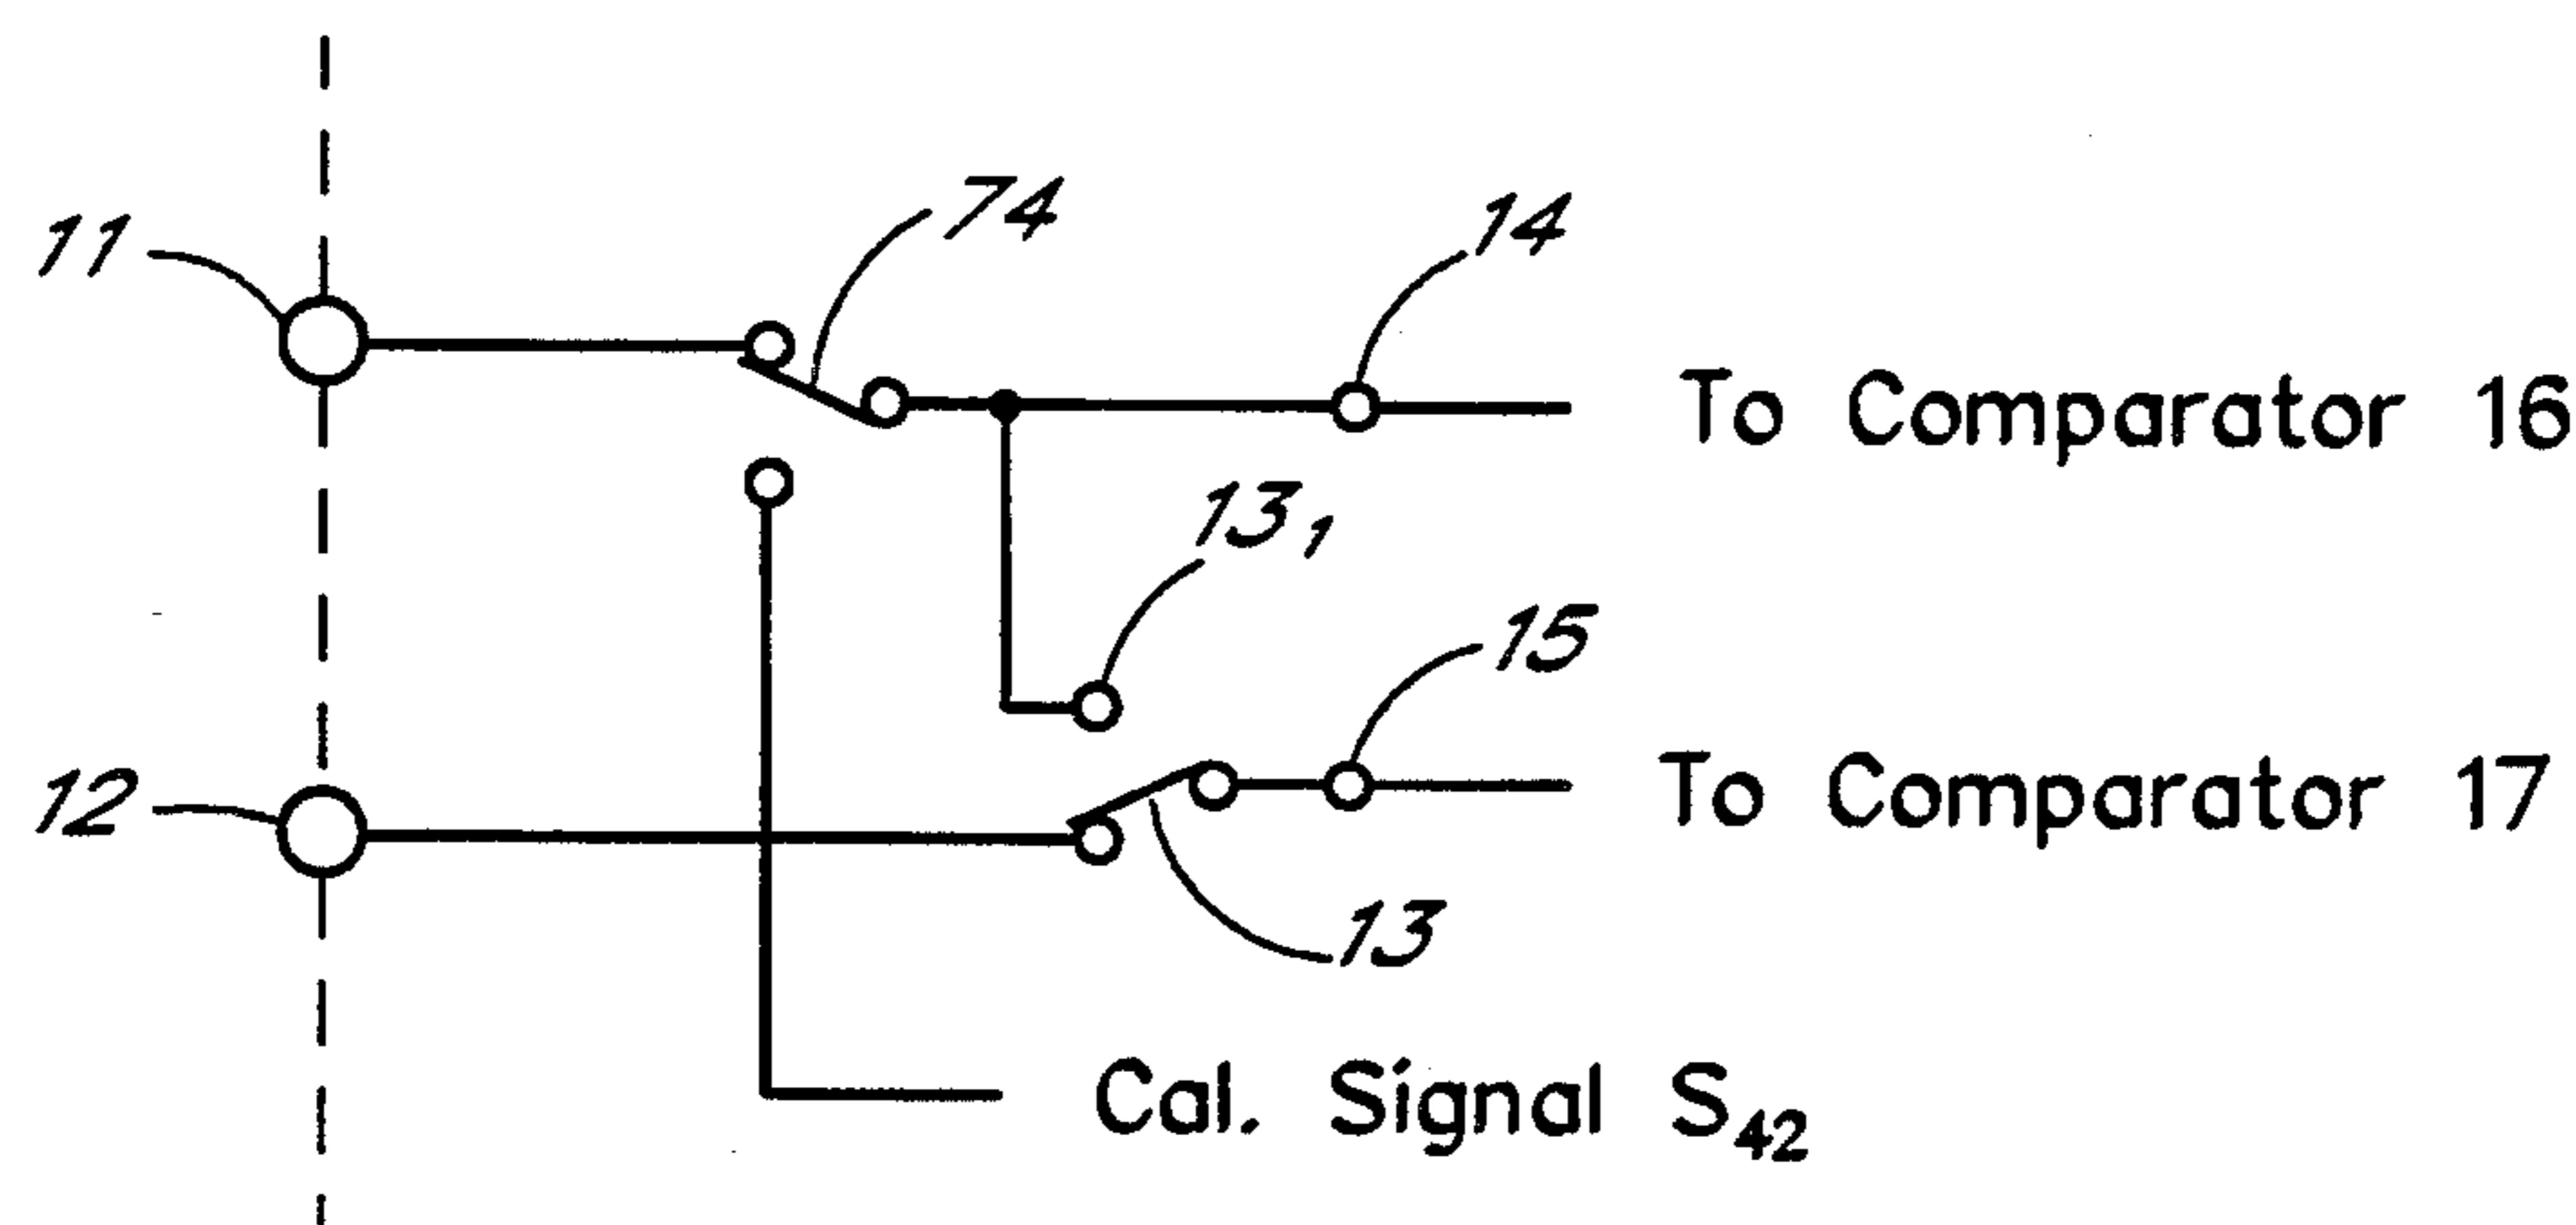 74
14
11
To Comparator 16
13₁
15
12
To Comparator 17
13
Cal. Signal S₄₂